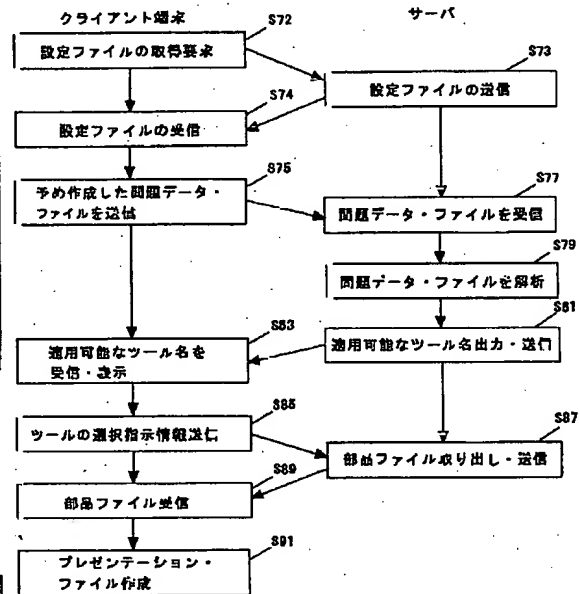 クライアント端末
サーバ
S72
設定ファイルの取得要求
S73
設定ファイルの送信
S74
設定ファイルの受信
S75
予め作成した問題データ・
ファイルを送信
S77
問題データ・ファイルを受信
S79
問題データ・ファイルを解析
S81
適用可能なツール名出力・送信
S83
適用可能なツール名を
受信・表示
S85
ツールの選択指示情報送信
S87
部品ファイル取り出し・送信
S89
部品ファイル受信
S91
プレゼンテーション・
ファイル作成